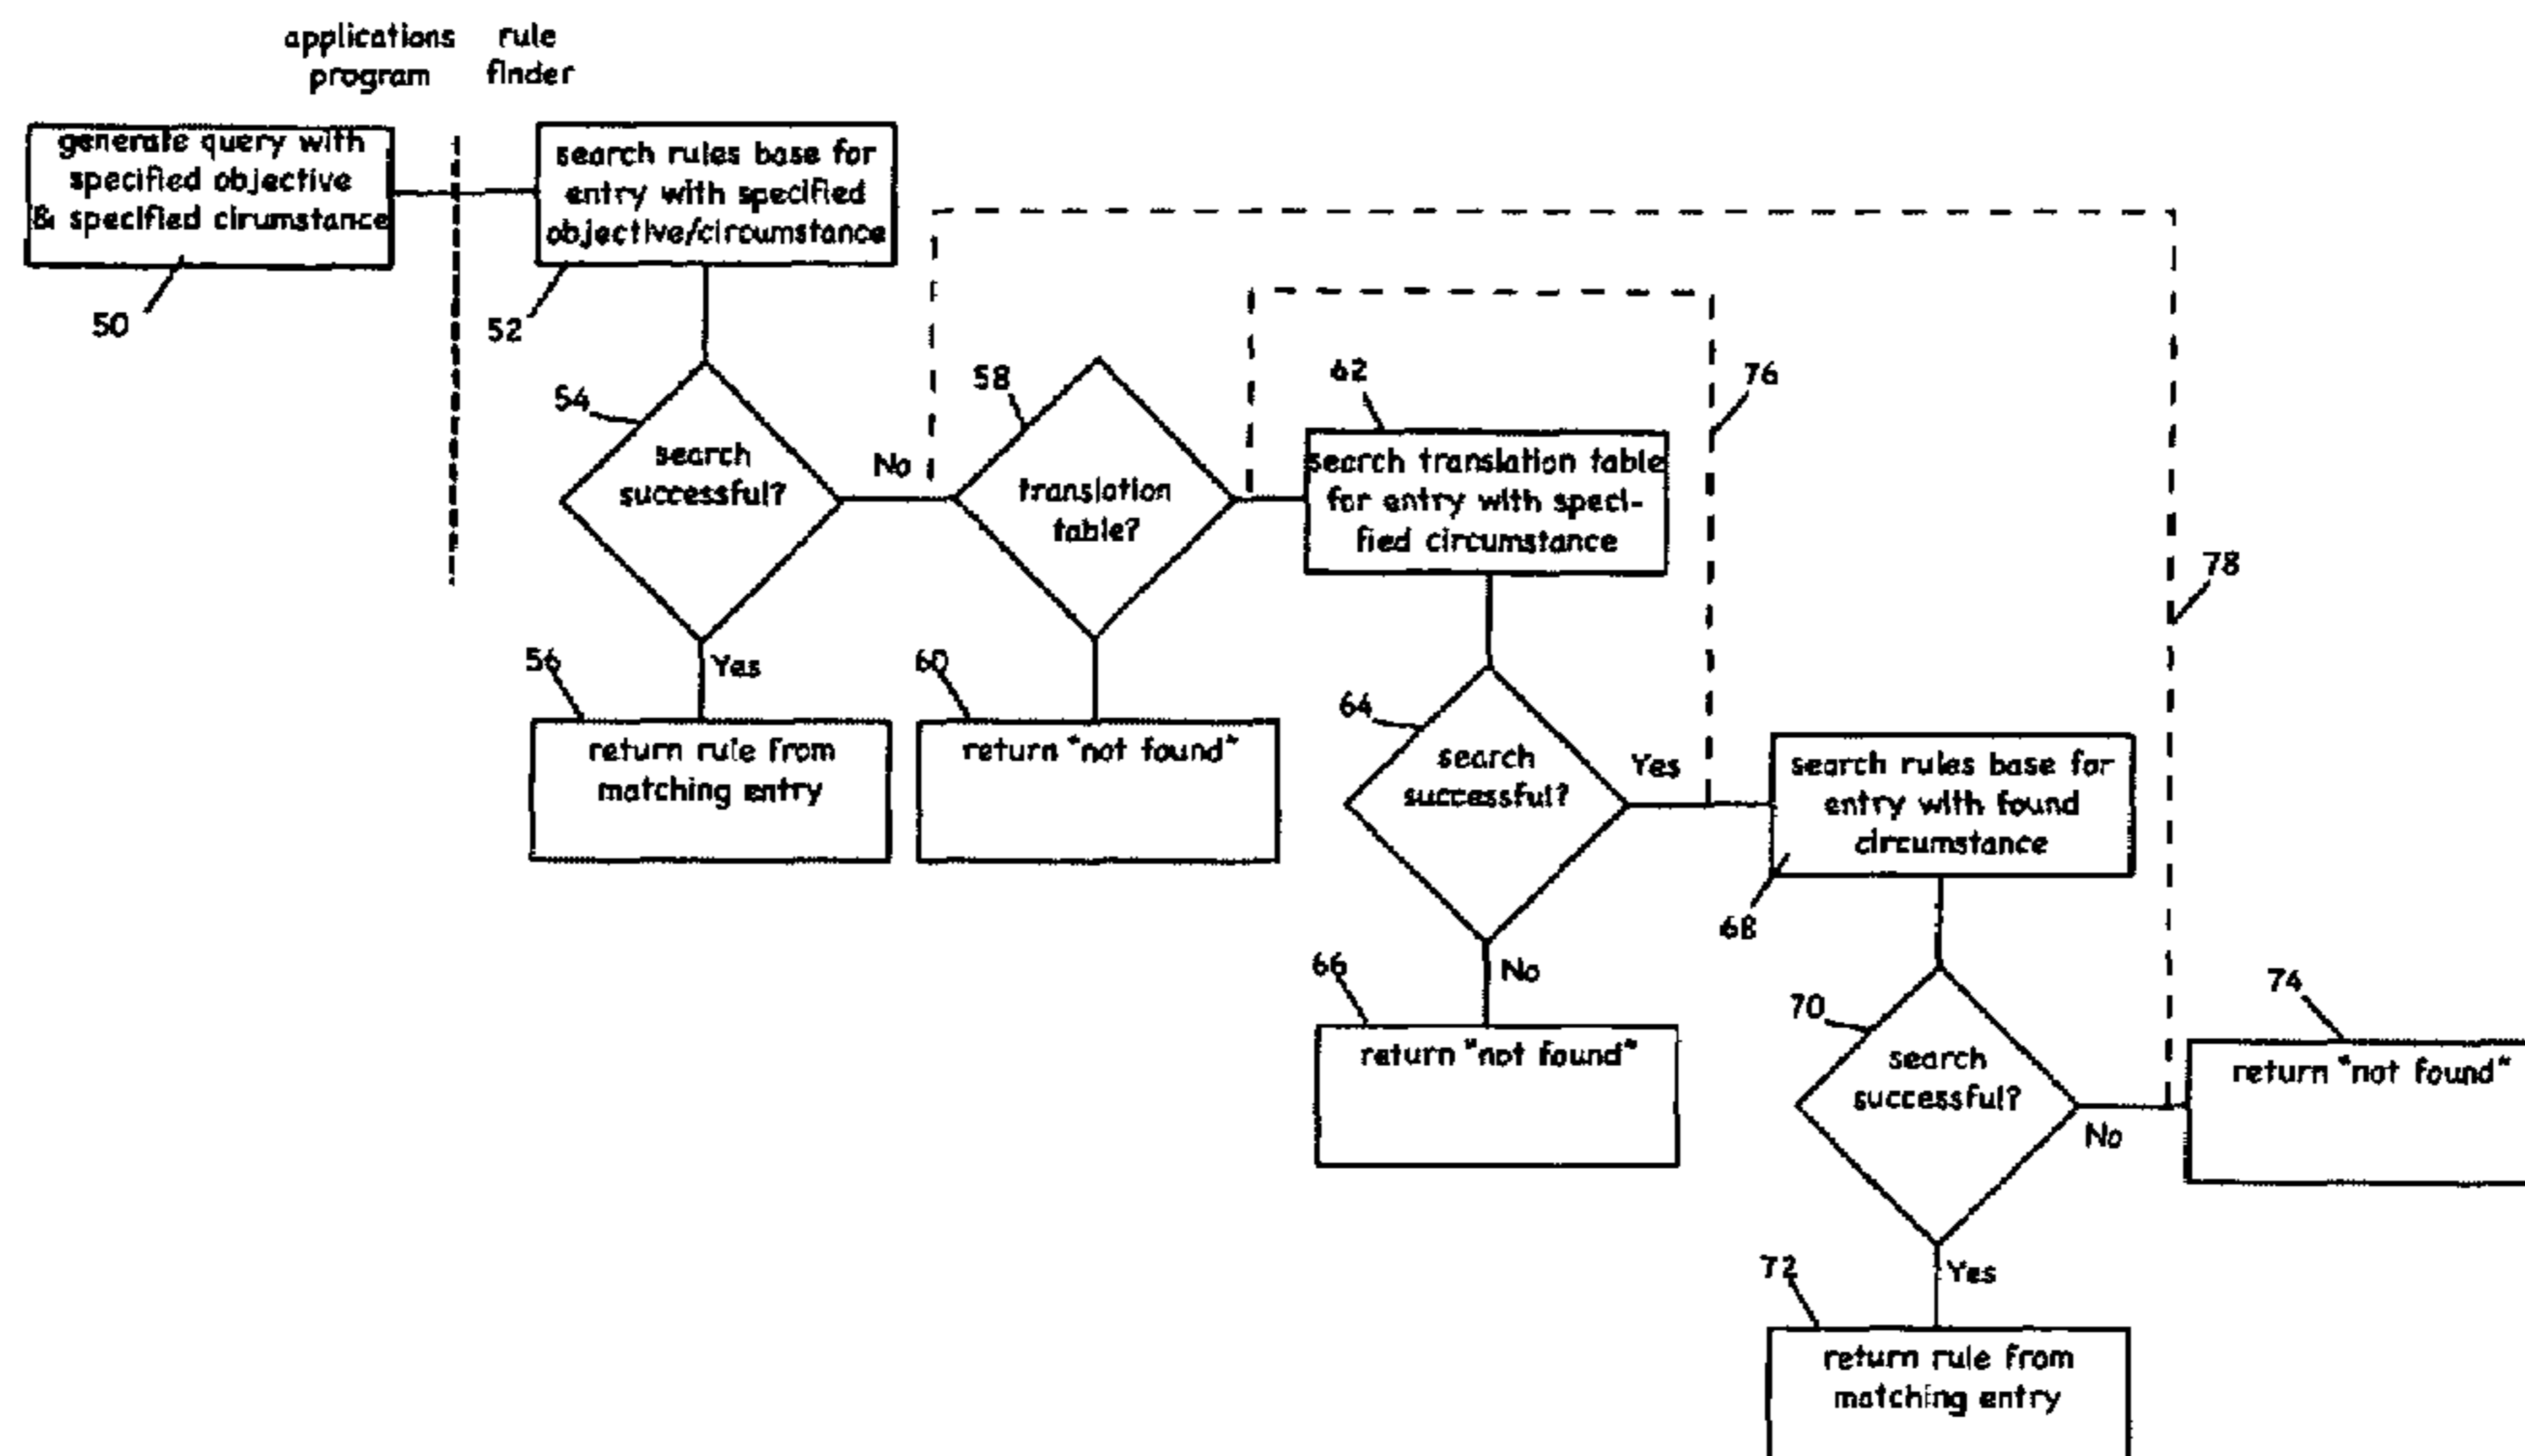 applications
program
rule
finder
generate query with
specified objective
& specified cirumstance
50
search rules base for
entry with specified
objective/circumstance
52
54
search
successful?
No
Yes
56
return rule from
matching entry
58
translation
table?
60
return "not found"
62
search translation table
for entry with speci-
fied circumstance
76
78
64
search
successful?
Yes
No
66
return "not found"
search rules base for
entry with found
circumstance
68
70
search
successful?
No
Yes
74
return "not found"
72
return rule from
matching entry